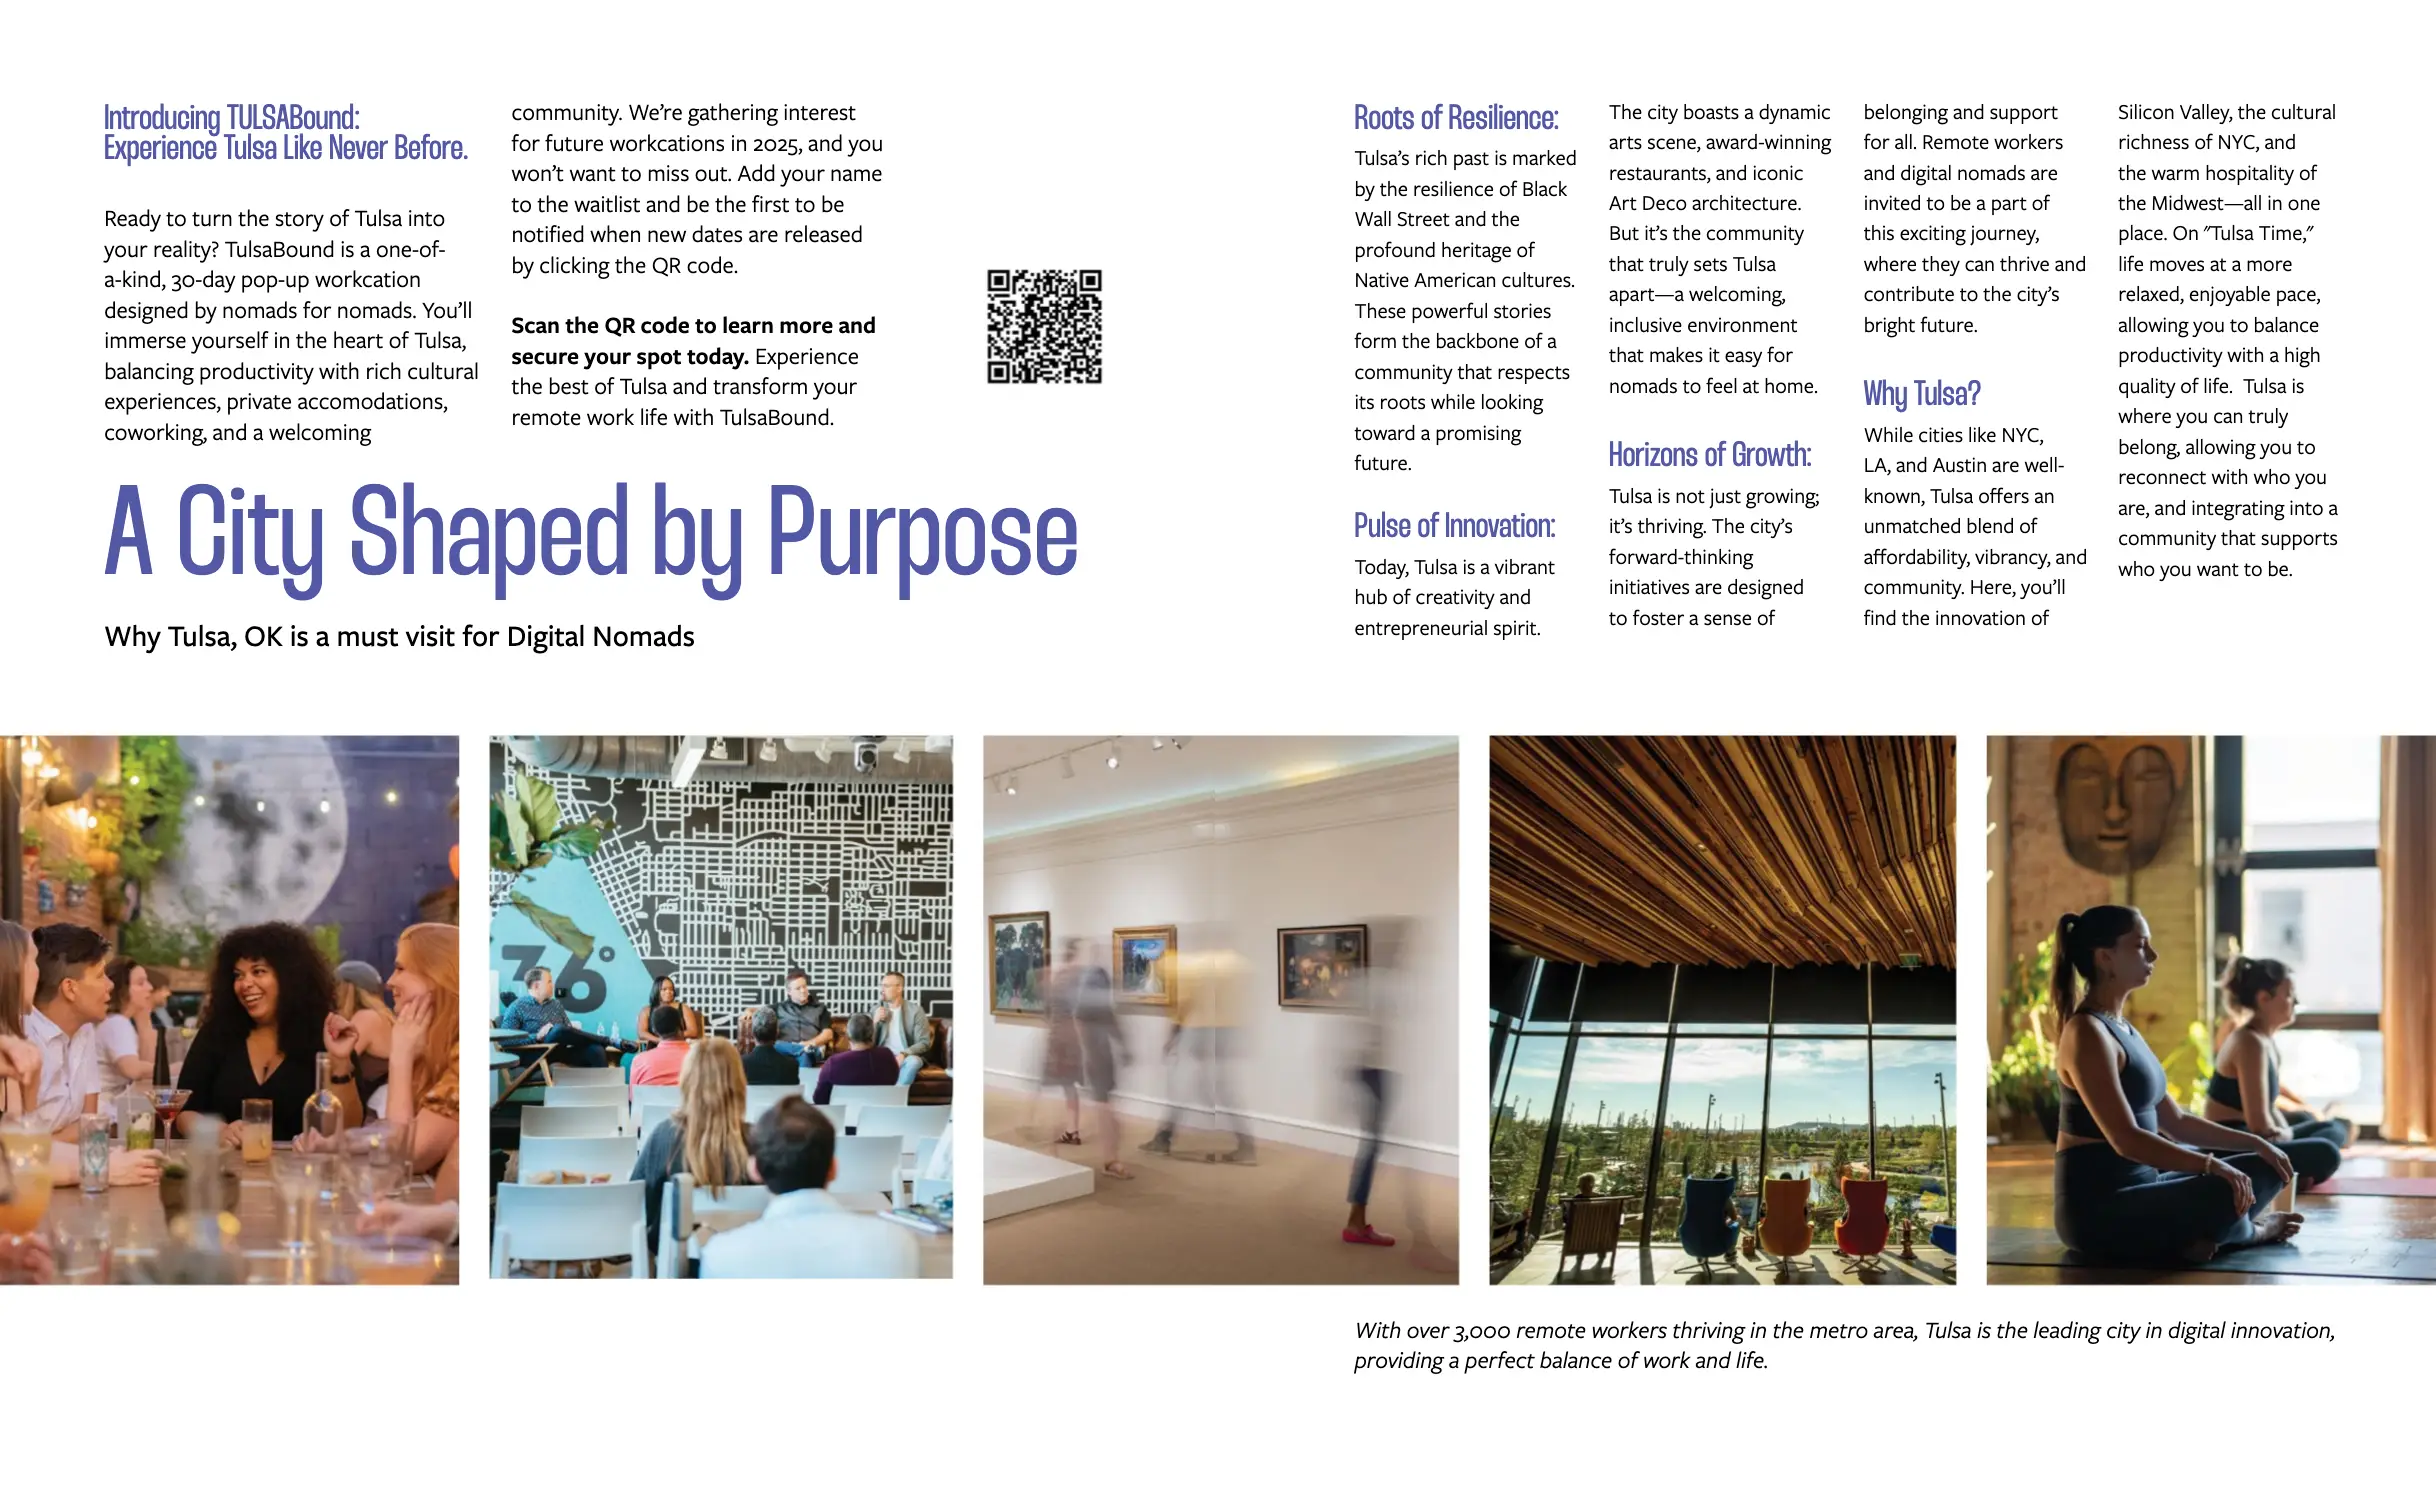 Introducing TULSABound:
Experience Tulsa Like Never Before.
Ready to turn the story of Tulsa into
your reality? TulsaBound is a one-of-
a-kind, 30-day pop-up workcation
designed by nomads for nomads. You’ll
immerse yourself in the heart of Tulsa,
balancing productivity with rich cultural
experiences, private accomodations,
coworking, and a welcoming
community. We’re gathering interest
for future workcations in 2025, and you
won’t want to miss out. Add your name
to the waitlist and be the first to be
notified when new dates are released
by clicking the QR code.
Scan the QR code to learn more and
secure your spot today. Experience
the best of Tulsa and transform your
remote work life with TulsaBound.
A City Shaped by Purpose
Why Tulsa, OK is a must visit for Digital Nomads
Roots of Resilience:
Tulsa’s rich past is marked
by the resilience of Black
Wall Street and the
profound heritage of
Native American cultures.
These powerful stories
form the backbone of a
community that respects
its roots while looking
toward a promising
future.
Pulse of Innovation:
Today, Tulsa is a vibrant
hub of creativity and
entrepreneurial spirit.
The city boasts a dynamic
arts scene, award-winning
restaurants, and iconic
Art Deco architecture.
But it’s the community
that truly sets Tulsa
apart—a welcoming,
inclusive environment
that makes it easy for
nomads to feel at home.
Horizons of Growth:
Tulsa is not just growing;
it’s thriving. The city’s
forward-thinking
initiatives are designed
to foster a sense of
belonging and support
for all. Remote workers
and digital nomads are
invited to be a part of
this exciting journey,
where they can thrive and
contribute to the city’s
bright future.
Why Tulsa?
While cities like NYC,
LA, and Austin are well-
known, Tulsa offers an
unmatched blend of
affordability, vibrancy, and
community. Here, you’ll
find the innovation of
Silicon Valley, the cultural
richness of NYC, and
the warm hospitality of
the Midwest—all in one
place. On "Tulsa Time,"
life moves at a more
relaxed, enjoyable pace,
allowing you to balance
productivity with a high
quality of life.  Tulsa is
where you can truly
belong, allowing you to
reconnect with who you
are, and integrating into a
community that supports
who you want to be.
36°
With over 3,000 remote workers thriving in the metro area, Tulsa is the leading city in digital innovation,
providing a perfect balance of work and life.